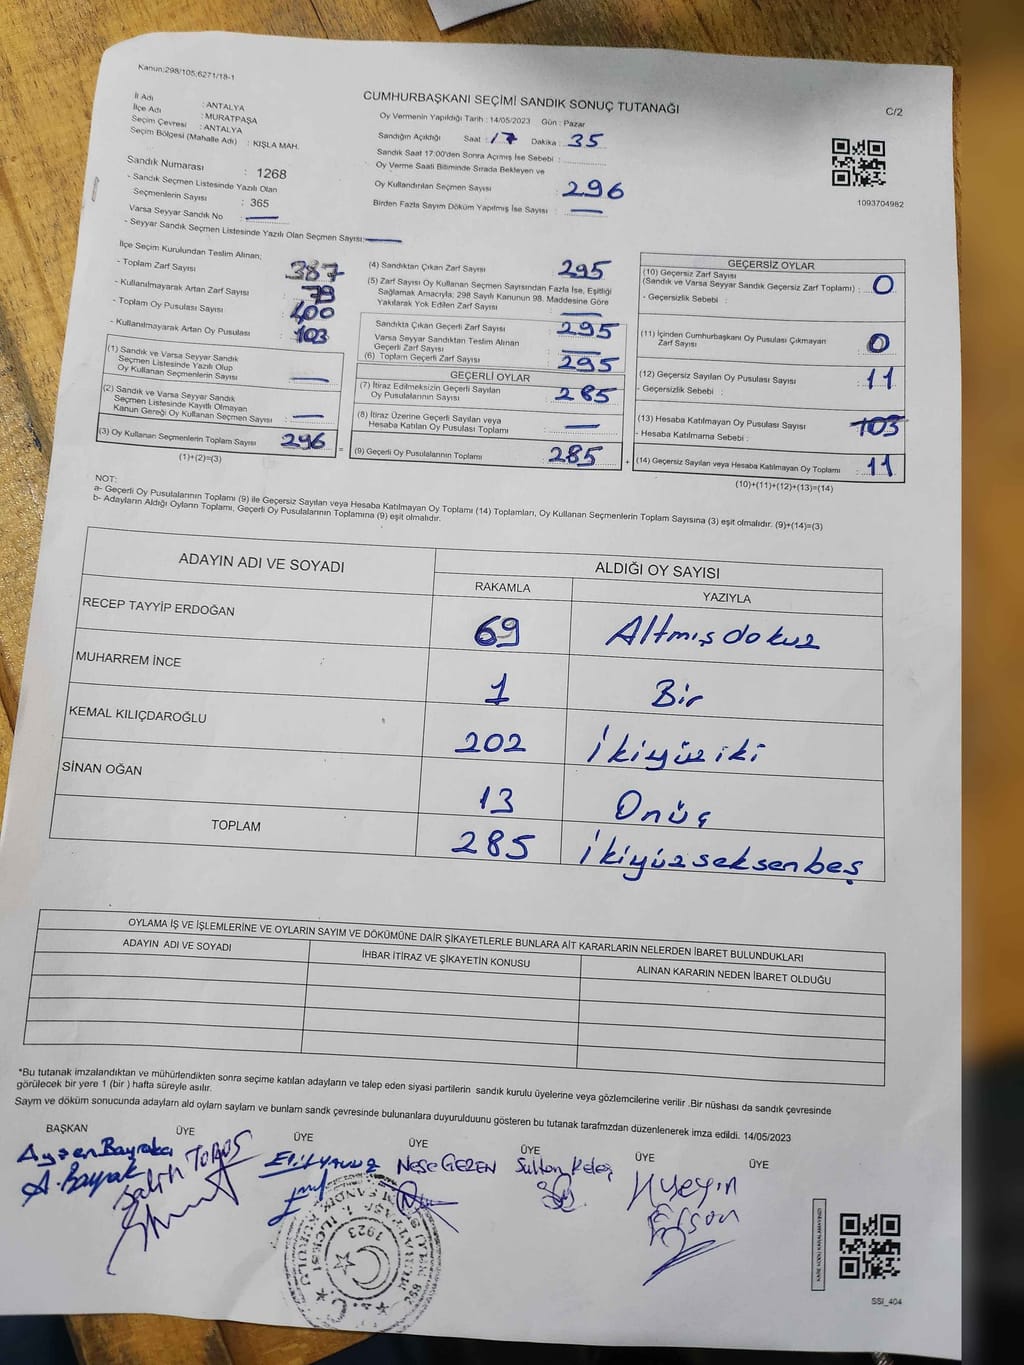 Kanun:298/105;6271/18-1
CUMHURBAŞKANI SEÇİMİ SANDIK SONUÇ TUTANAĞI
C/2
İl Adı : ANTALYA
İlçe Adı : MURATPAŞA
Seçim Çevresi : ANTALYA
Seçim Bölgesi (Mahalle Adı) : KIŞLA MAH.
Sandık Numarası : 1268
- Sandık Seçmen Listesinde Yazılı Olan
Seçmenlerin Sayısı : 365
Varsa Seyyar Sandık No : —
- Seyyar Sandık Seçmen Listesinde Yazılı Olan Seçmen Sayısı: —
Oy Vermenin Yapıldığı Tarih : 14/05/2023 Gün : Pazar
Sandığın Açıldığı Saat : 17 Dakika : 35
Sandık Saat 17:00'den Sonra Açımış İse Sebebi :
Oy Verme Saati Bitiminde Sırada Bekleyen ve
Oy Kullandırılan Seçmen Sayısı : 296
Birden Fazla Sayım Döküm Yapılmış İse Sayısı : —
1093704982
İlçe Seçim Kurulundan Teslim Alınan;
- Toplam Zarf Sayısı : 387
- Kullanılmayarak Artan Zarf Sayısı : 79
- Toplam Oy Pusulası Sayısı : 400
- Kullanılmayarak Artan Oy Pusulası : 103
(1) Sandık ve Varsa Seyyar Sandık
Seçmen Listesinde Yazılı Olup
Oy Kullanan Seçmenlerin Sayısı : —
(2) Sandık ve Varsa Seyyar Sandık
Seçmen Listesinde Kayıtlı Olmayan
Kanun Gereği Oy Kullanan Seçmen Sayısı : —
(3) Oy Kullanan Seçmenlerin Toplam Sayısı : 296
(1)+(2)=(3)
(4) Sandıktan Çıkan Zarf Sayısı : 295
(5) Zarf Sayısı Oy Kullanan Seçmen Sayısından Fazla İse, Eşitliği
Sağlamak Amacıyla; 298 Sayılı Kanunun 98. Maddesine Göre
Yakılarak Yok Edilen Zarf Sayısı : —
Sandıkta Çıkan Geçerli Zarf Sayısı : 295
Varsa Seyyar Sandıktan Teslim Alınan
Geçerli Zarf Sayısı : —
(6) Toplam Geçerli Zarf Sayısı : 295
GEÇERLİ OYLAR
(7) İtiraz Edilmeksizin Geçerli Sayılan
Oy Pusulalarının Sayısı : 285
(8) İtiraz Üzerine Geçerli Sayılan veya
Hesaba Katılan Oy Pusulası Toplamı : —
= (9) Geçerli Oy Pusulalarının Toplamı : 285
GEÇERSİZ OYLAR
(10) Geçersiz Zarf Sayısı
(Sandık ve Varsa Seyyar Sandık Geçersiz Zarf Toplamı) : 0
- Geçersizlik Sebebi :
(11) İçinden Cumhurbaşkanı Oy Pusulası Çıkmayan
Zarf Sayısı : 0
(12) Geçersiz Sayılan Oy Pusulası Sayısı : 11
- Geçersizlik Sebebi :
(13) Hesaba Katılmayan Oy Pusulası Sayısı : 103
- Hesaba Katılmama Sebebi :
+ (14) Geçersiz Sayılan veya Hesaba Katılmayan Oy Toplamı : 11
(10)+(11)+(12)+(13)=(14)
NOT:
a- Geçerli Oy Pusulalarının Toplamı (9) ile Geçersiz Sayılan veya Hesaba Katılmayan Oy Toplamı (14) Toplamları, Oy Kullanan Seçmenlerin Toplam Sayısına (3) eşit olmalıdır. (9)+(14)=(3)
b- Adayların Aldığı Oyların Toplamı, Geçerli Oy Pusulalarının Toplamına (9) eşit olmalıdır.
ADAYIN ADI VE SOYADI ALDIĞI OY SAYISI
RAKAMLA YAZIYLA
RECEP TAYYİP ERDOĞAN 69 Altmışdokuz
MUHARREM İNCE 1 Bir
KEMAL KILIÇDAROĞLU 202 İkiyüziki
SİNAN OĞAN 13 Onüç
TOPLAM 285 İkiyüzseksenbeş
OYLAMA İŞ VE İŞLEMLERİNE VE OYLARIN SAYIM VE DÖKÜMÜNE DAİR ŞİKAYETLERLE BUNLARA AİT KARARLARIN NELERDEN İBARET BULUNDUKLARI
ADAYIN ADI VE SOYADI İHBAR İTİRAZ VE ŞİKAYETİN KONUSU ALINAN KARARIN NEDEN İBARET OLDUĞU
*Bu tutanak imzalandıktan ve mühürlendikten sonra seçime katılan adayların ve talep eden siyasi partilerin sandık kurulu üyelerine veya gözlemcilerine verilir .Bir nüshası da sandık çevresinde
görülecek bir yere 1 (bir ) hafta süreyle asılır.
Sayım ve döküm sonucunda adayların ald oyların sayların ve bunların sandk çevresinde bulunanlara duyurulduunu gösteren bu tutanak tarafmzdan düzenlenerek imza edildi. 14/05/2023
BAŞKAN ÜYE ÜYE ÜYE ÜYE ÜYE ÜYE
Ayşen Bayrak
A. Bayrak
Salih TOROS
Elif YAVUZ
Neşe GEZEN
Sultan Keleş
Hüseyin
1923
SSI_404